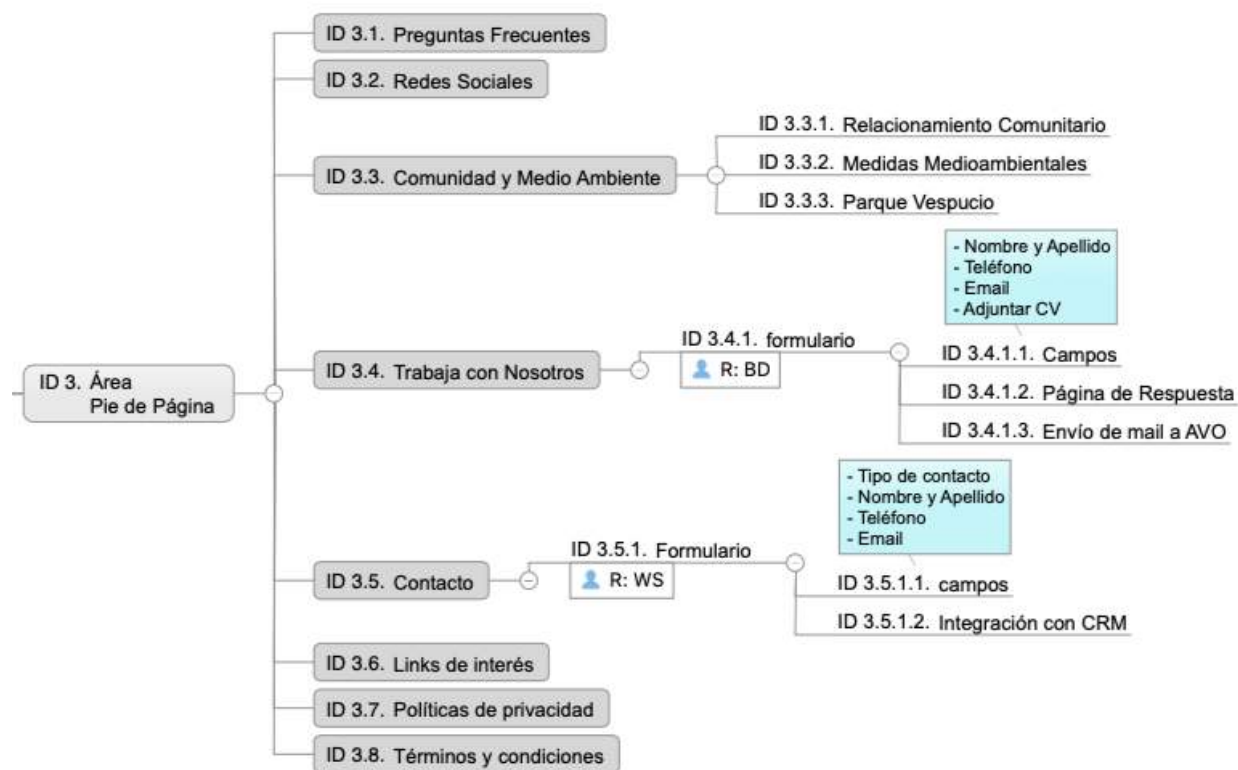 ID 3.1. Preguntas Frecuentes
ID 3.2. Redes Sociales
ID 3.3. Comunidad y Medio Ambiente
ID 3.3.1. Relacionamiento Comunitario
ID 3.3.2. Medidas Medioambientales
ID 3.3.3. Parque Vespucio
- Nombre y Apellido
- Teléfono
- Email
- Adjuntar CV
ID 3. Área
Pie de Página
ID 3.4. Trabaja con Nosotros
ID 3.4.1. formulario
R: BD
ID 3.4.1.1. Campos
ID 3.4.1.2. Página de Respuesta
ID 3.4.1.3. Envío de mail a AVO
- Tipo de contacto
- Nombre y Apellido
- Teléfono
- Email
ID 3.5. Contacto
ID 3.5.1. Formulario
R: WS
ID 3.5.1.1. campos
ID 3.5.1.2. Integración con CRM
ID 3.6. Links de interés
ID 3.7. Políticas de privacidad
ID 3.8. Términos y condiciones